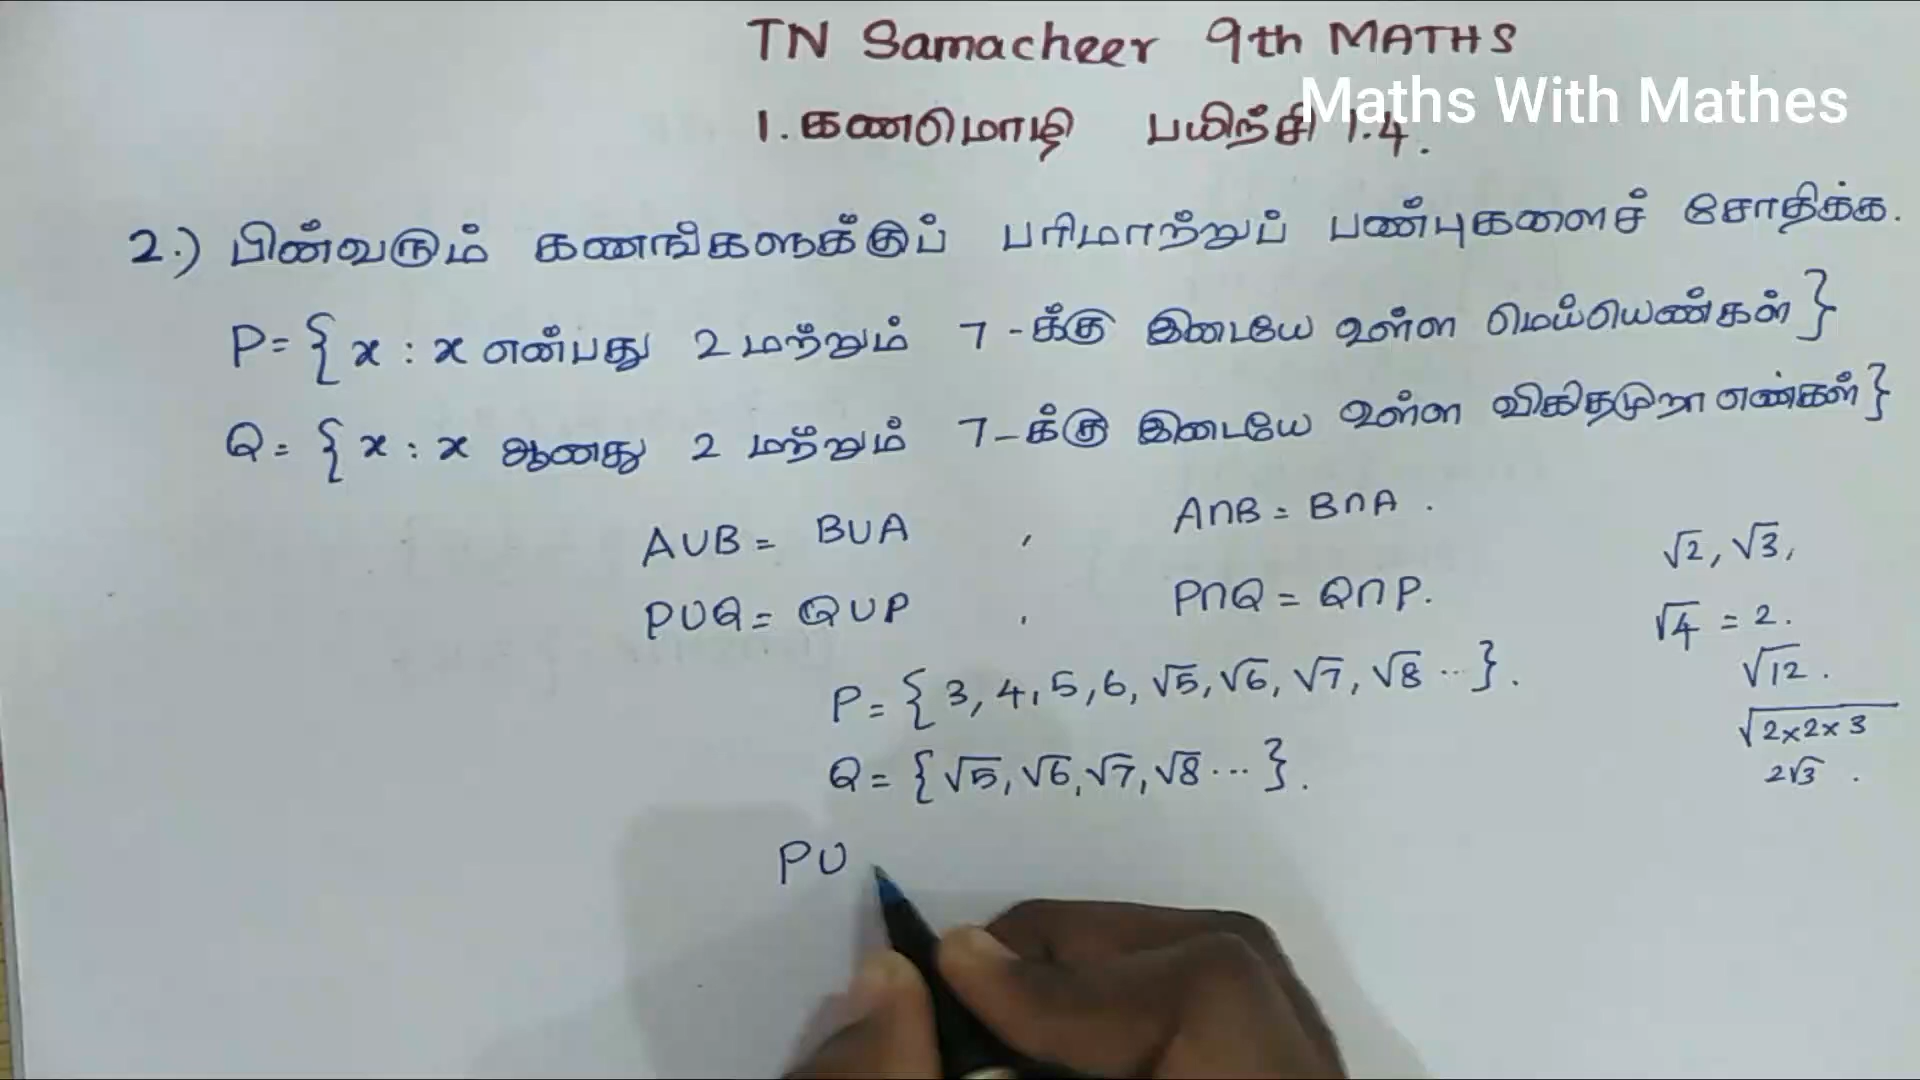 TN Samacheer 9th MATHS
Maths With Mathes
1. கணமொழி பயிற்சி 1.4.
2.) பின்வரும் கணங்களுக்குப் பரிமாற்றுப் பண்புகளைச் சோதிக்க.
P = { x : x என்பது 2 மற்றும் 7 - க்கு இடையே உள்ள மெய்யெண்கள் }
Q = { x : x ஆனது 2 மற்றும் 7 - க்கு இடையே உள்ள விகிதமுறா எண்கள் }
A∪B = B∪A , A∩B = B∩A .
P∪Q = Q∪P , P∩Q = Q∩P.
√2, √3,
√4 = 2.
√12 .
√2×2×3
2√3 .
P = { 3, 4, 5, 6, √5, √6, √7, √8 ... } .
Q = { √5, √6, √7, √8 ... } .
P∪